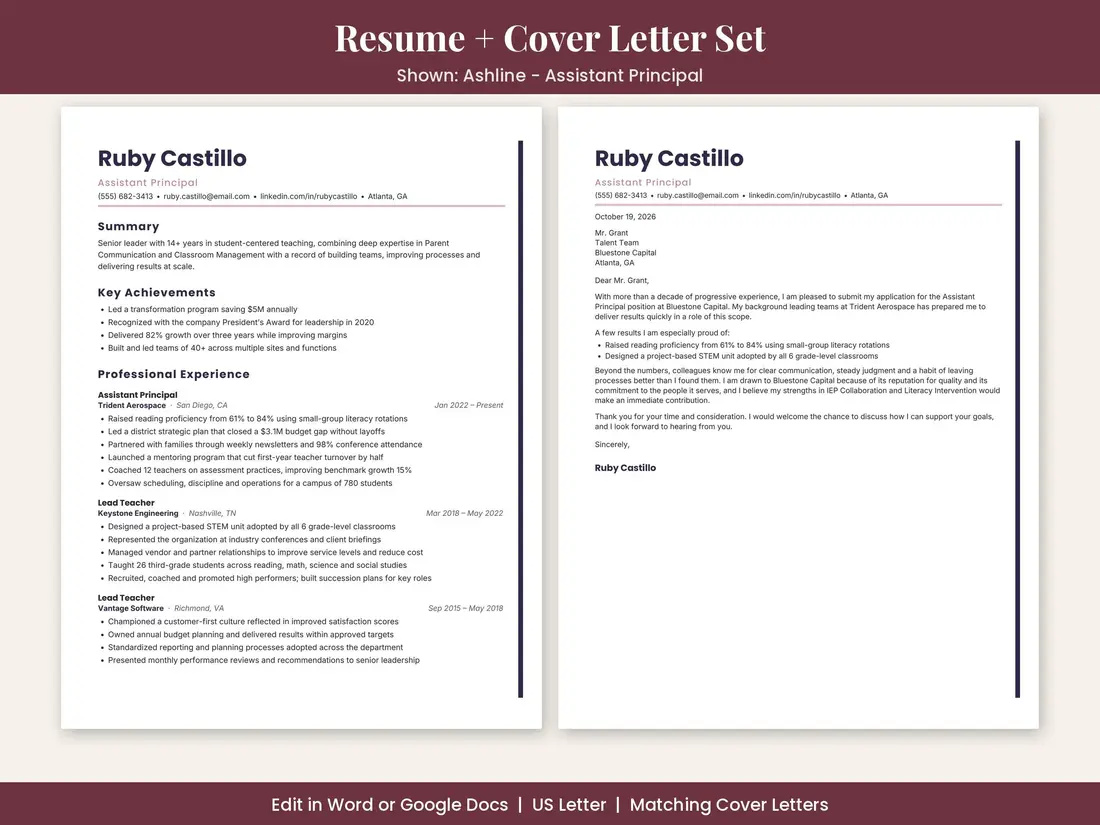 Resume + Cover Letter Set
Shown: Ashline - Assistant Principal
Ruby Castillo
Assistant Principal
(555) 682-3413 • ruby.castillo@email.com • linkedin.com/in/rubycastillo • Atlanta, GA
Summary
Senior leader with 14+ years in student-centered teaching, combining deep expertise in Parent
Communication and Classroom Management with a record of building teams, improving processes and
delivering results at scale.
Key Achievements
• Led a transformation program saving $5M annually
• Recognized with the company President's Award for leadership in 2020
• Delivered 82% growth over three years while improving margins
• Built and led teams of 40+ across multiple sites and functions
Professional Experience
Assistant Principal
Trident Aerospace · San Diego, CA Jan 2022 – Present
• Raised reading proficiency from 61% to 84% using small-group literacy rotations
• Led a district strategic plan that closed a $3.1M budget gap without layoffs
• Partnered with families through weekly newsletters and 98% conference attendance
• Launched a mentoring program that cut first-year teacher turnover by half
• Coached 12 teachers on assessment practices, improving benchmark growth 15%
• Oversaw scheduling, discipline and operations for a campus of 780 students
Lead Teacher
Keystone Engineering · Nashville, TN Mar 2018 – May 2022
• Designed a project-based STEM unit adopted by all 6 grade-level classrooms
• Represented the organization at industry conferences and client briefings
• Managed vendor and partner relationships to improve service levels and reduce cost
• Taught 26 third-grade students across reading, math, science and social studies
• Recruited, coached and promoted high performers; built succession plans for key roles
Lead Teacher
Vantage Software · Richmond, VA Sep 2015 – May 2018
• Championed a customer-first culture reflected in improved satisfaction scores
• Owned annual budget planning and delivered results within approved targets
• Standardized reporting and planning processes adopted across the department
• Presented monthly performance reviews and recommendations to senior leadership
Ruby Castillo
Assistant Principal
(555) 682-3413 • ruby.castillo@email.com • linkedin.com/in/rubycastillo • Atlanta, GA
October 19, 2026
Mr. Grant
Talent Team
Bluestone Capital
Atlanta, GA
Dear Mr. Grant,
With more than a decade of progressive experience, I am pleased to submit my application for the Assistant
Principal position at Bluestone Capital. My background leading teams at Trident Aerospace has prepared me to
deliver results quickly in a role of this scope.
A few results I am especially proud of:
• Raised reading proficiency from 61% to 84% using small-group literacy rotations
• Designed a project-based STEM unit adopted by all 6 grade-level classrooms
Beyond the numbers, colleagues know me for clear communication, steady judgment and a habit of leaving
processes better than I found them. I am drawn to Bluestone Capital because of its reputation for quality and its
commitment to the people it serves, and I believe my strengths in IEP Collaboration and Literacy Intervention would
make an immediate contribution.
Thank you for your time and consideration. I would welcome the chance to discuss how I can support your goals,
and I look forward to hearing from you.
Sincerely,
Ruby Castillo
Edit in Word or Google Docs | US Letter | Matching Cover Letters